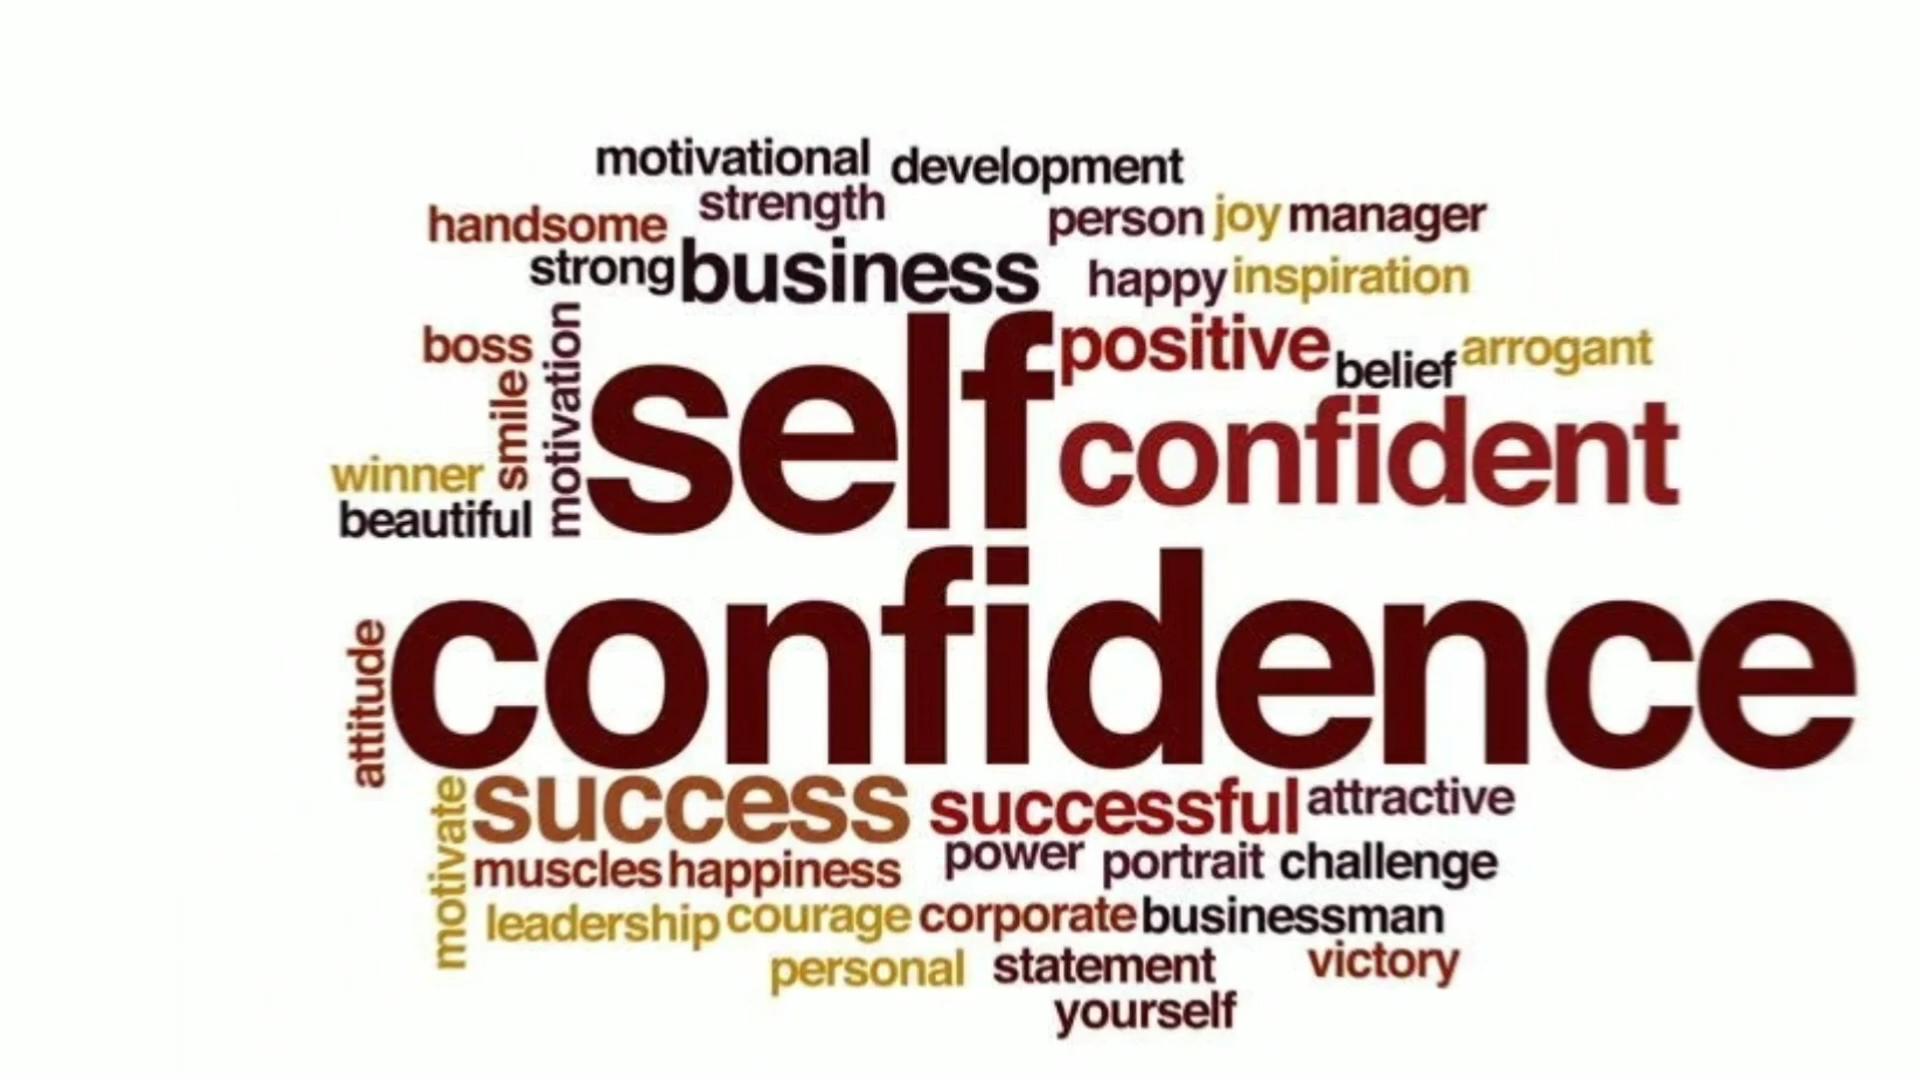 motivational development
strength
handsome person joy manager
strong business happy inspiration
boss smile motivation self positive belief arrogant
winner confident
beautiful
attitude confidence
motivate success successful attractive
muscles happiness power portrait challenge
leadership courage corporate businessman
personal statement victory
yourself